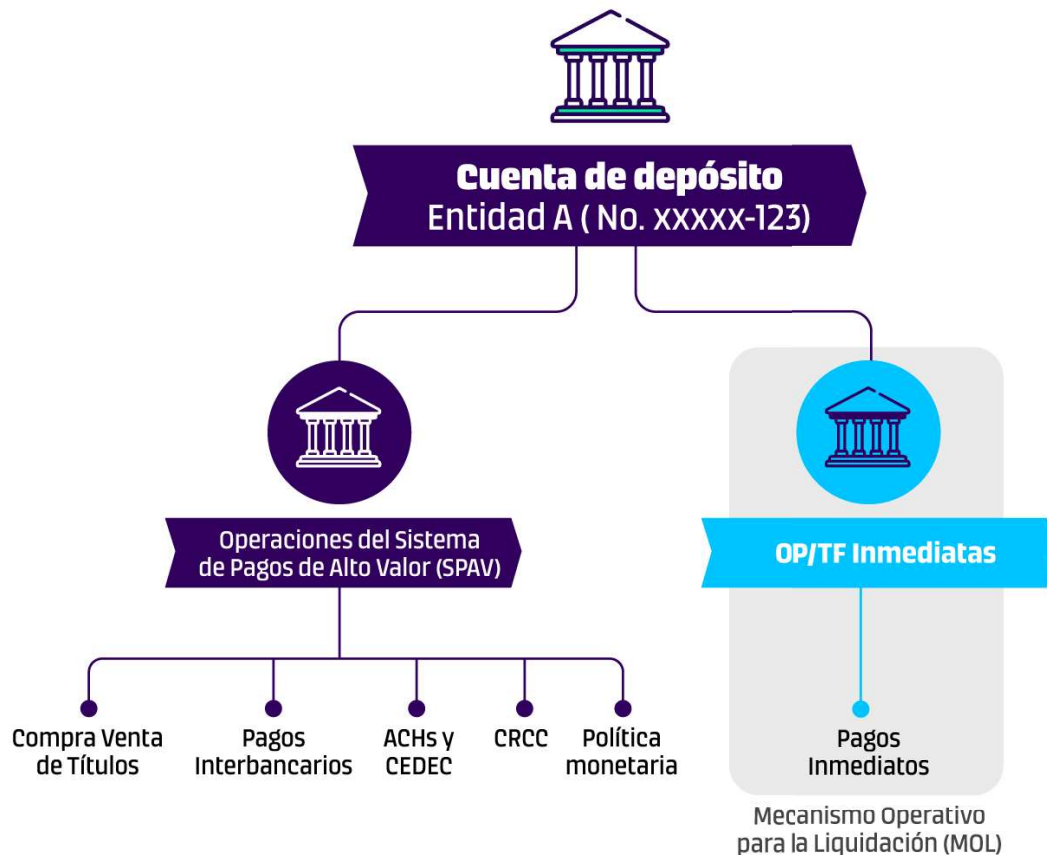 Cuenta de depósito
Entidad A ( No. xxxxx-123)
Operaciones del Sistema
de Pagos de Alto Valor (SPAV)
OP/TF Inmediatas
Compra Venta
de Títulos
Pagos
Interbancarios
ACHs y
CEDEC
CRCC
Política
monetaria
Pagos
Inmediatos
Mecanismo Operativo
para la Liquidación (MOL)